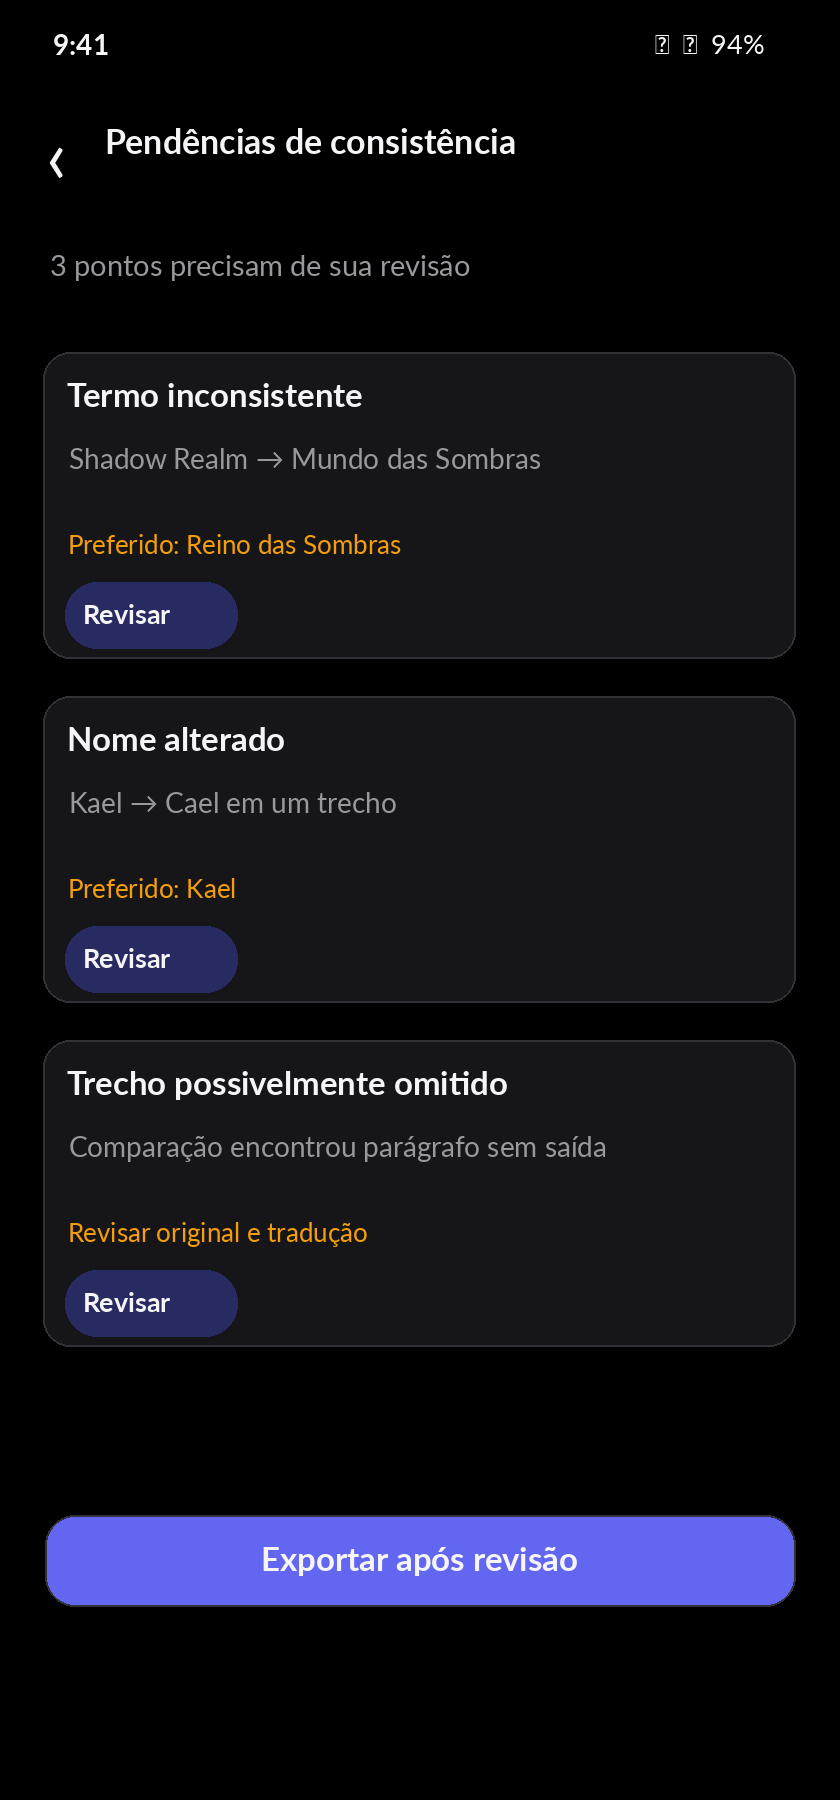 9:41 94%
Pendências de consistência
3 pontos precisam de sua revisão
Termo inconsistente
Shadow Realm → Mundo das Sombras
Preferido: Reino das Sombras
Revisar
Nome alterado
Kael → Cael em um trecho
Preferido: Kael
Revisar
Trecho possivelmente omitido
Comparação encontrou parágrafo sem saída
Revisar original e tradução
Revisar
Exportar após revisão